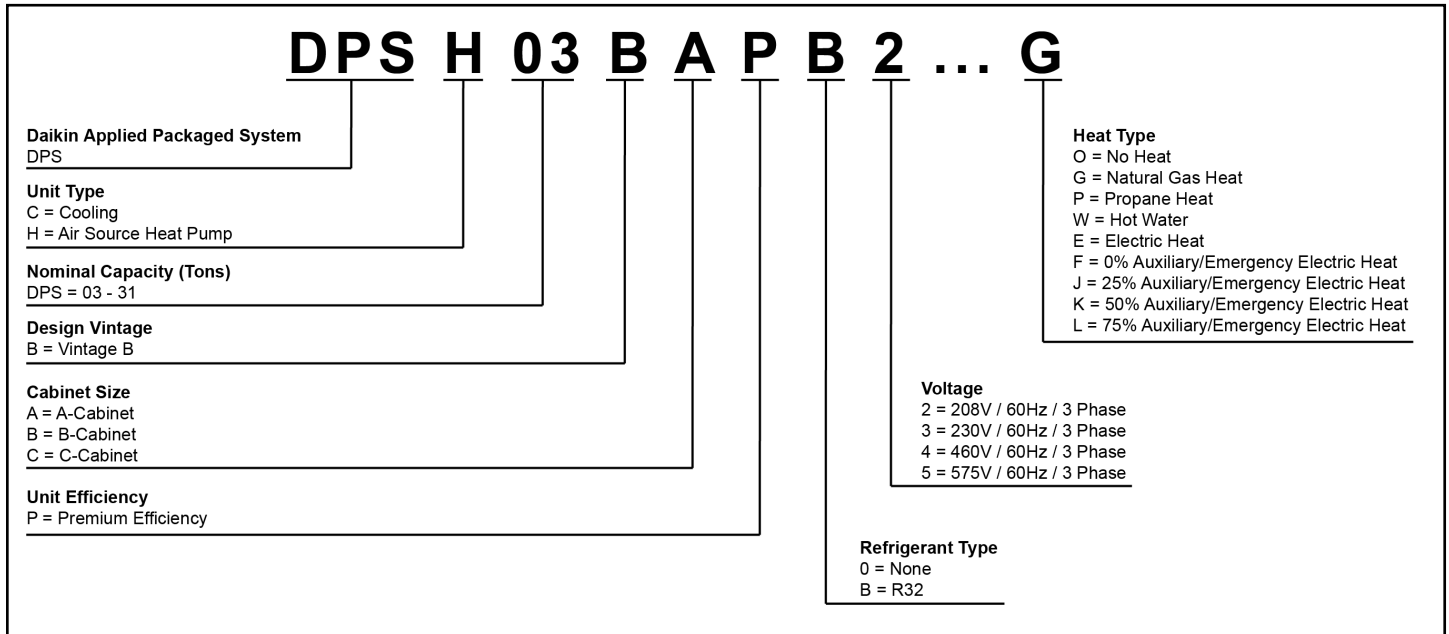 DPS H 03 B A P B 2 ... G
Daikin Applied Packaged System
DPS
Unit Type
C = Cooling
H = Air Source Heat Pump
Nominal Capacity (Tons)
DPS = 03 - 31
Design Vintage
B = Vintage B
Cabinet Size
A = A-Cabinet
B = B-Cabinet
C = C-Cabinet
Unit Efficiency
P = Premium Efficiency
Refrigerant Type
0 = None
B = R32
Voltage
2 = 208V / 60Hz / 3 Phase
3 = 230V / 60Hz / 3 Phase
4 = 460V / 60Hz / 3 Phase
5 = 575V / 60Hz / 3 Phase
Heat Type
O = No Heat
G = Natural Gas Heat
P = Propane Heat
W = Hot Water
E = Electric Heat
F = 0% Auxiliary/Emergency Electric Heat
J = 25% Auxiliary/Emergency Electric Heat
K = 50% Auxiliary/Emergency Electric Heat
L = 75% Auxiliary/Emergency Electric Heat